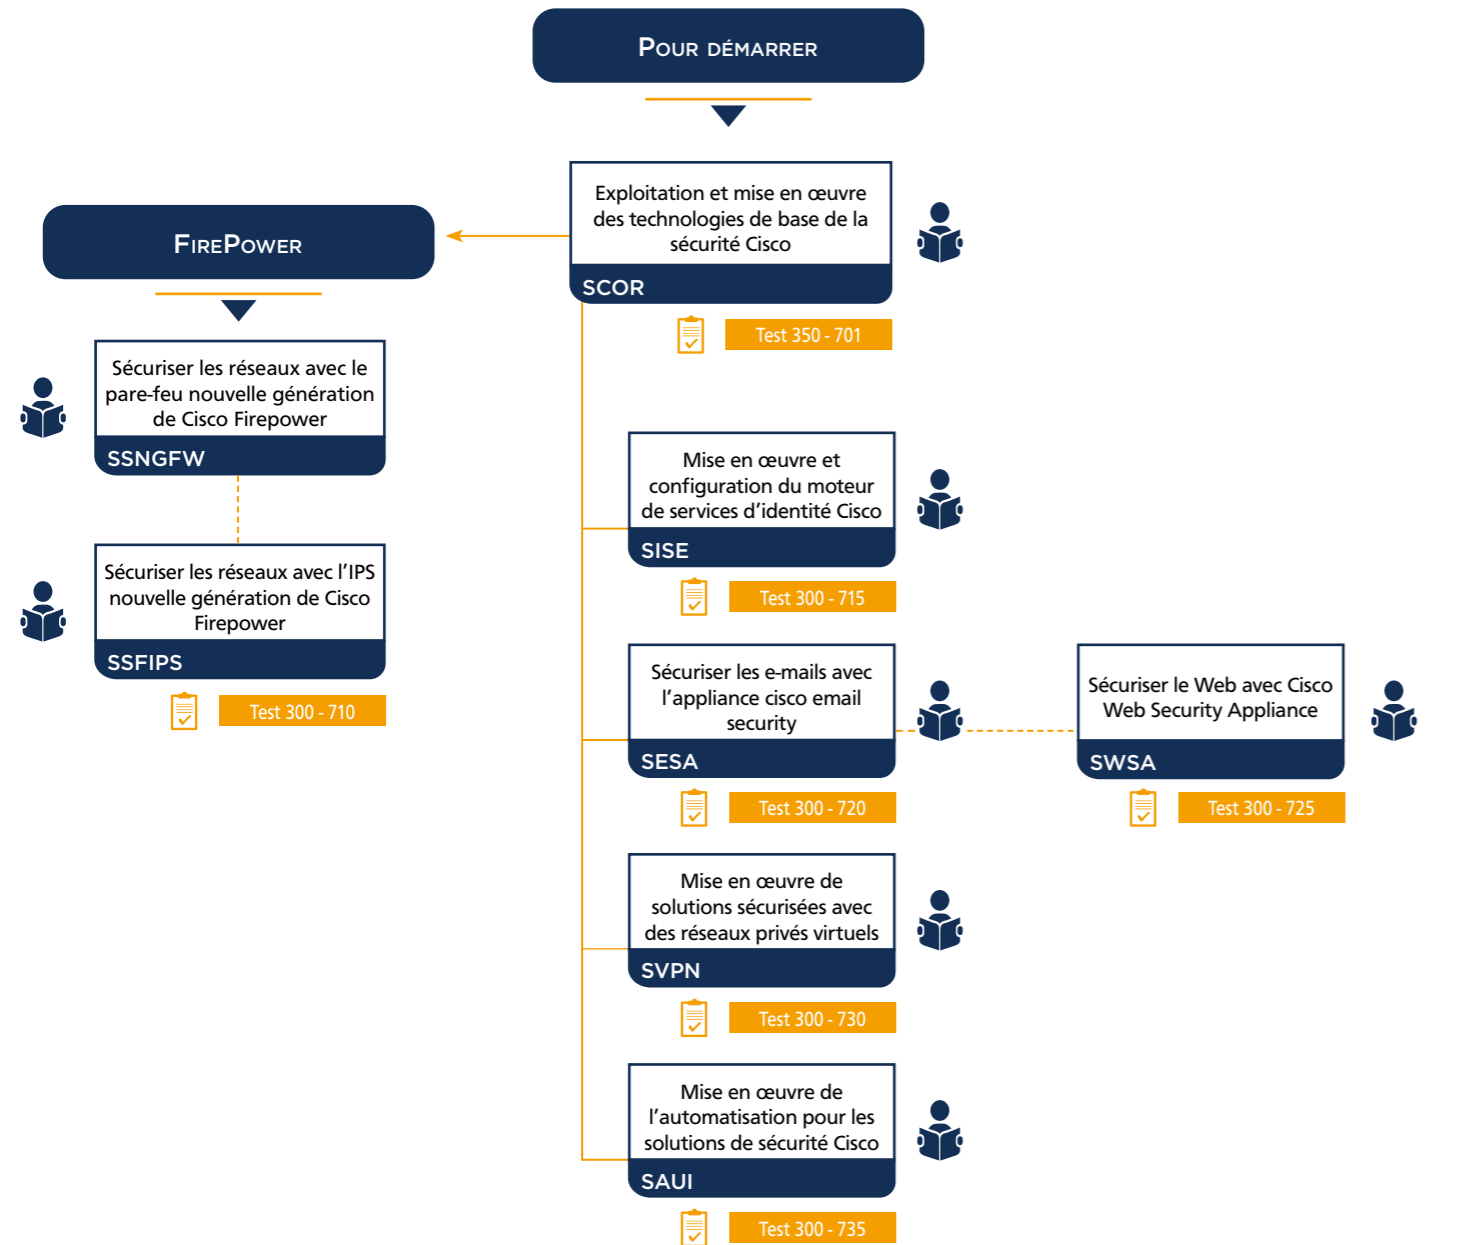 Pour démarrer
Exploitation et mise en œuvre
des technologies de base de la
sécurité Cisco
SCOR
Test 350 - 701
FirePower
Sécuriser les réseaux avec le
pare-feu nouvelle génération
de Cisco Firepower
SSNGFW
Sécuriser les réseaux avec l’IPS
nouvelle génération de Cisco
Firepower
SSFIPS
Test 300 - 710
Mise en œuvre et
configuration du moteur
de services d’identité Cisco
SISE
Test 300 - 715
Sécuriser les e-mails avec
l’appliance cisco email
security
SESA
Test 300 - 720
Sécuriser le Web avec Cisco
Web Security Appliance
SWSA
Test 300 - 725
Mise en œuvre de
solutions sécurisées avec
des réseaux privés virtuels
SVPN
Test 300 - 730
Mise en œuvre de
l’automatisation pour les
solutions de sécurité Cisco
SAUI
Test 300 - 735